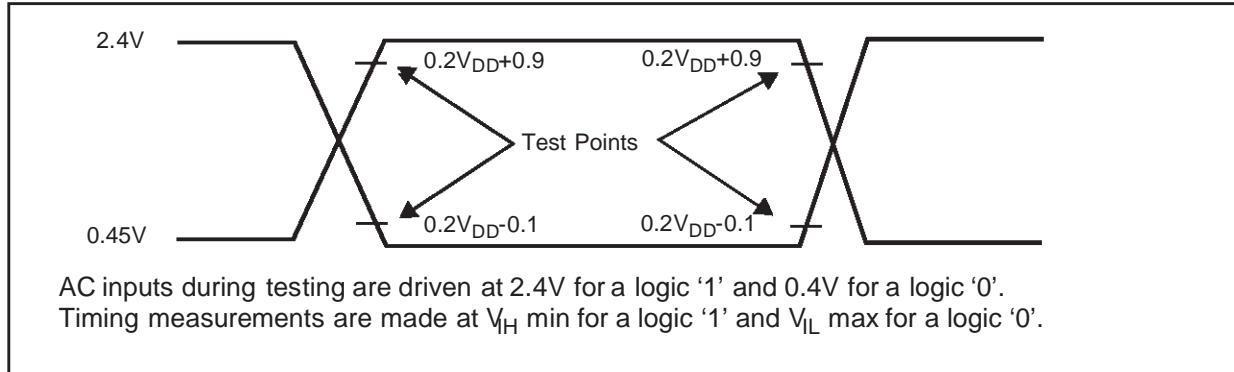 2.4V
0.2VDD+0.9 0.2VDD+0.9
Test Points
0.2VDD-0.1 0.2VDD-0.1
0.45V
AC inputs during testing are driven at 2.4V for a logic ‘1’ and 0.4V for a logic ‘0’.
Timing measurements are made at VIH min for a logic ‘1’ and VIL max for a logic ‘0’.